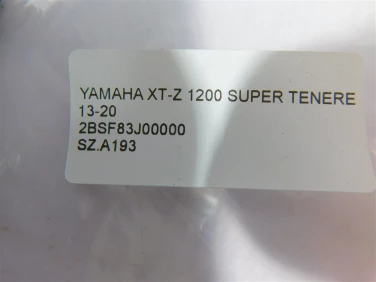 YAMAHA XT-Z 1200 SUPER TENERE
13-20
2BSF83J00000
SZ.A193